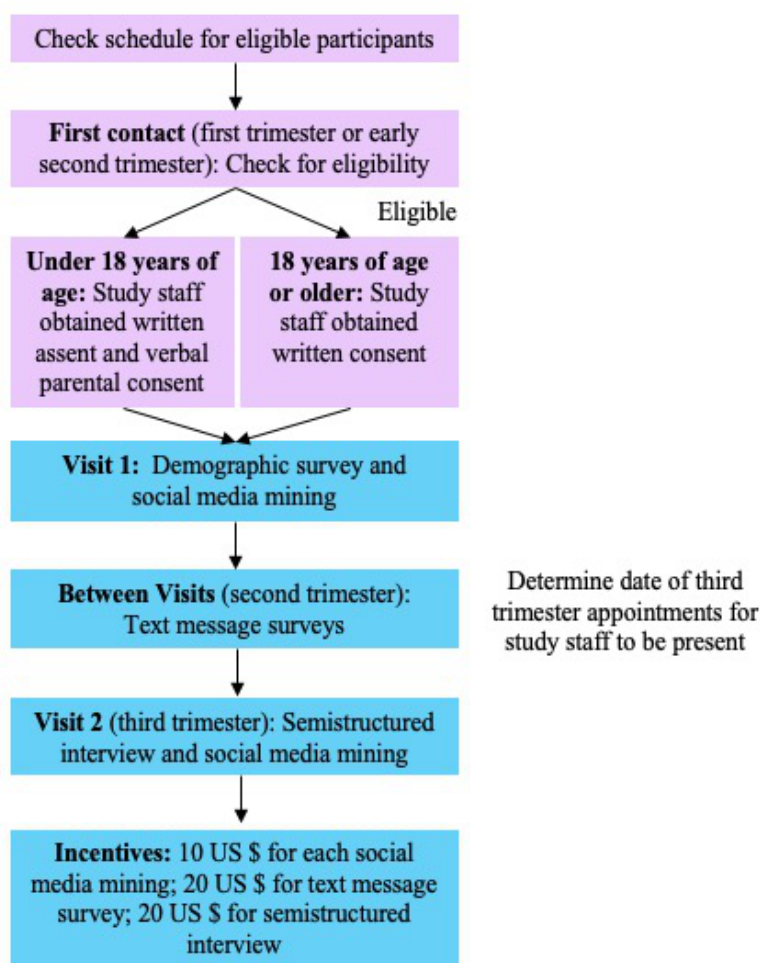 Check schedule for eligible participants
First contact (first trimester or early
second trimester): Check for eligibility
Eligible
Under 18 years of
age: Study staff
obtained written
assent and verbal
parental consent
18 years of age
or older: Study
staff obtained
written consent
Visit 1: Demographic survey and
social media mining
Between Visits (second trimester):
Text message surveys
Determine date of third
trimester appointments for
study staff to be present
Visit 2 (third trimester): Semistructured
interview and social media mining
Incentives: 10 US $ for each social
media mining; 20 US $ for text message
survey; 20 US $ for semistructured
interview